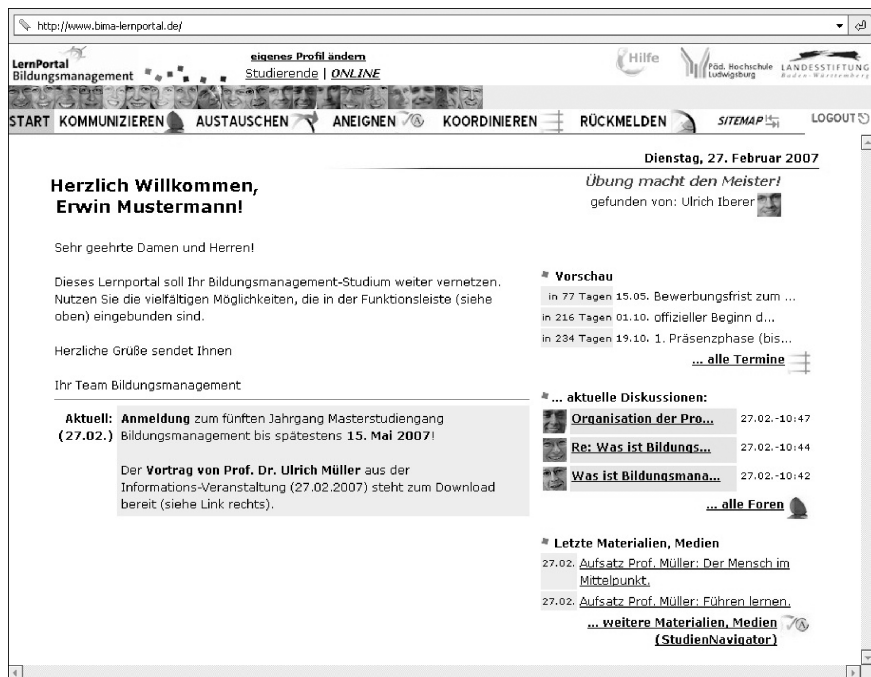 http://www.bima-lernportal.de/
LernPortal
Bildungsmanagement
eigenes Profil ändern
Studierende | ONLINE
Hilfe
Päd. Hochschule
Ludwigsburg
LANDESSTIFTUNG
Baden-Württemberg
START KOMMUNIZIEREN AUSTAUSCHEN ANEIGNEN KOORDINIEREN RÜCKMELDEN SITEMAP LOGOUT
Dienstag, 27. Februar 2007
Herzlich Willkommen,
Erwin Mustermann!
Übung macht den Meister!
gefunden von: Ulrich Iberer
Sehr geehrte Damen und Herren!
Dieses Lernportal soll Ihr Bildungsmanagement-Studium weiter vernetzen.
Nutzen Sie die vielfältigen Möglichkeiten, die in der Funktionsleiste (siehe
oben) eingebunden sind.
Herzliche Grüße sendet Ihnen
Ihr Team Bildungsmanagement
Aktuell: Anmeldung zum fünften Jahrgang Masterstudiengang
(27.02.) Bildungsmanagement bis spätestens 15. Mai 2007!
Der Vortrag von Prof. Dr. Ulrich Müller aus der
Informations-Veranstaltung (27.02.2007) steht zum Download
bereit (siehe Link rechts).
Vorschau
in 77 Tagen 15.05. Bewerbungsfrist zum ...
in 216 Tagen 01.10. offizieller Beginn d...
in 234 Tagen 19.10. 1. Präsenzphase (bis...
... alle Termine
... aktuelle Diskussionen:
Organisation der Pro... 27.02.-10:47
Re: Was ist Bildungs... 27.02.-10:44
Was ist Bildungsmana... 27.02.-10:42
... alle Foren
Letzte Materialien, Medien
27.02. Aufsatz Prof. Müller: Der Mensch im
Mittelpunkt.
27.02. Aufsatz Prof. Müller: Führen lernen.
... weitere Materialien, Medien
(StudienNavigator)